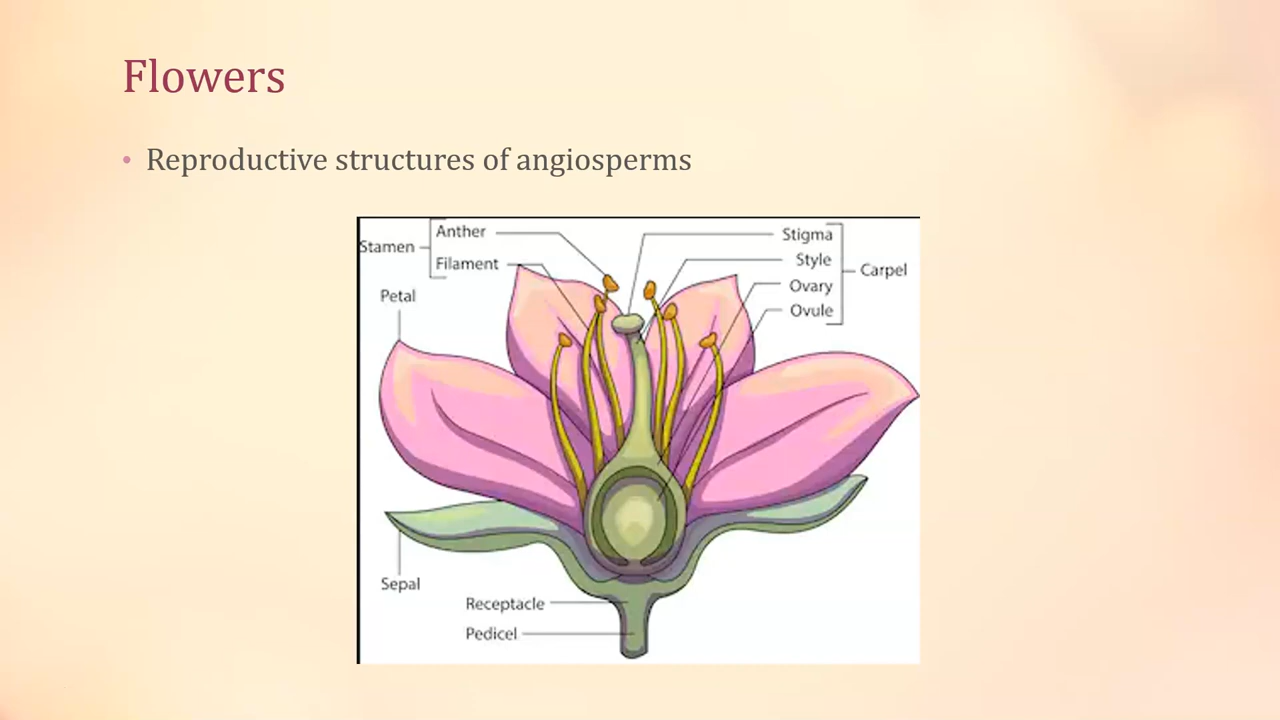 Flowers
• Reproductive structures of angiosperms
Stamen
Anther
Filament
Petal
Stigma
Style
Ovary
Ovule
Carpel
Sepal
Receptacle
Pedicel